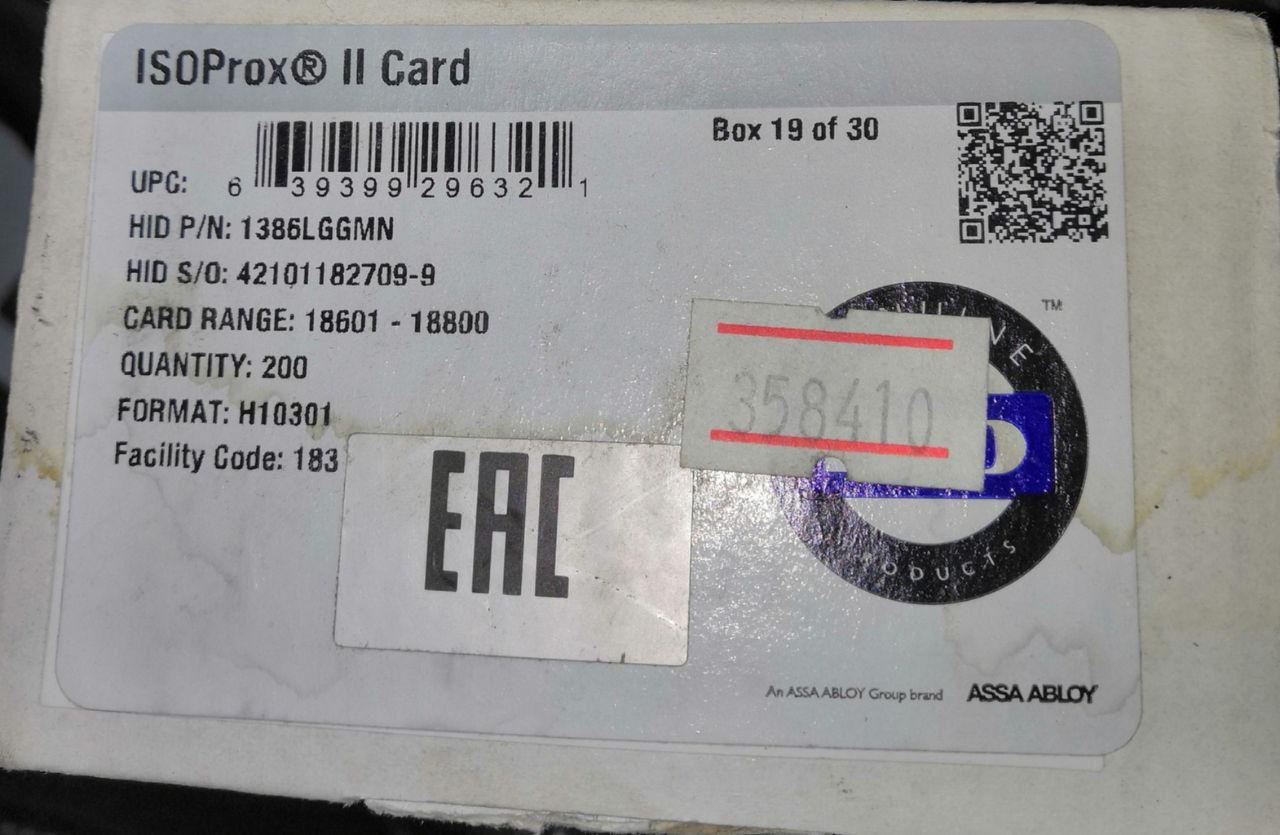 ISOProx® II Card
Box 19 of 30
UPC: 6 39399 29632 1
HID P/N: 1386LGGMN
HID S/O: 42101182709-9
CARD RANGE: 18601 - 18800
QUANTITY: 200
FORMAT: H10301
Facility Code: 183
358410
EAC
TM
An ASSA ABLOY Group brand
ASSA ABLOY